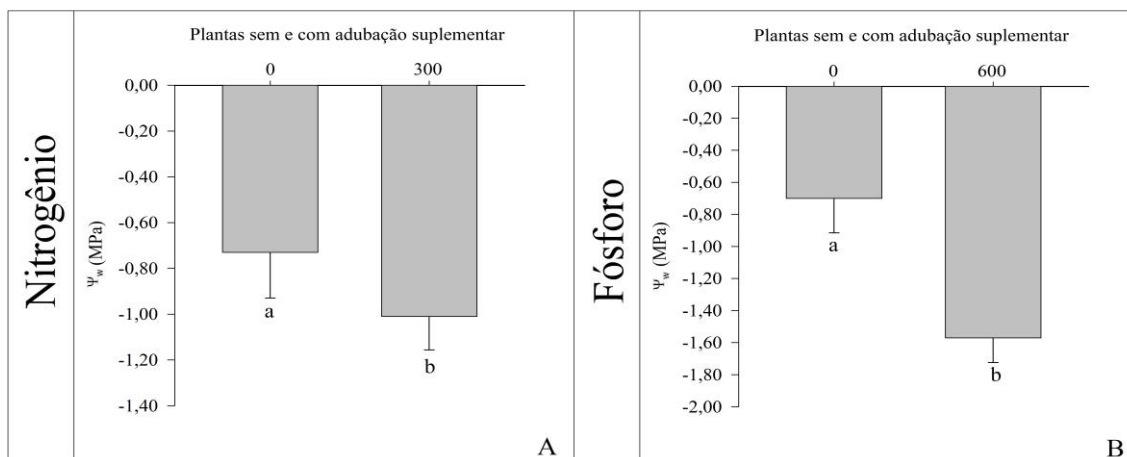 Nitrogênio
Plantas sem e com adubação suplementar
0 300
0,00
-0,20
-0,40
-0,60
-0,80
-1,00
-1,20
-1,40
Ψw (MPa)
a
b
A
Fósforo
Plantas sem e com adubação suplementar
0 600
0,00
-0,20
-0,40
-0,60
-0,80
-1,00
-1,20
-1,40
-1,60
-1,80
-2,00
Ψw (MPa)
a
b
B